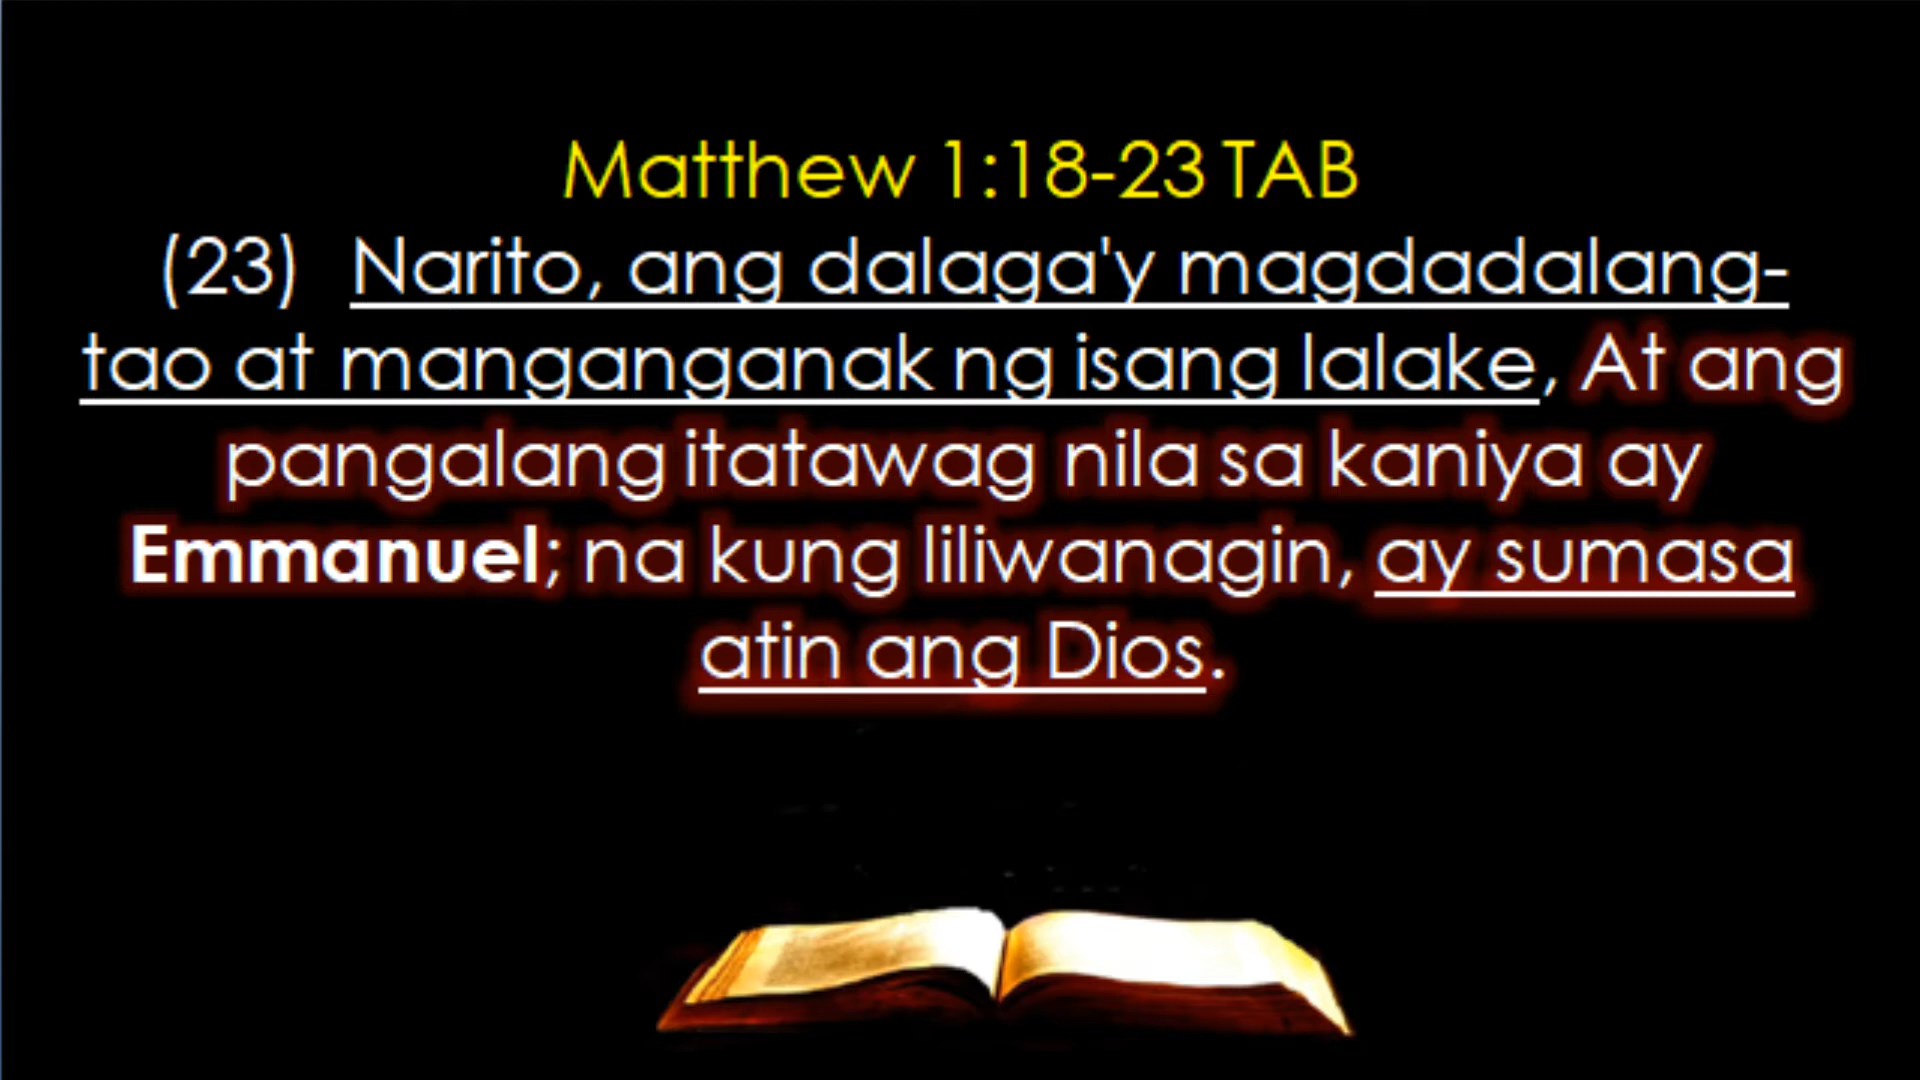 Matthew 1:18-23 TAB
(23) Narito, ang dalaga'y magdadalang-
tao at manganganak ng isang lalake, At ang
pangalang itatawag nila sa kaniya ay
Emmanuel; na kung liliwanagin, ay sumasa
atin ang Dios.